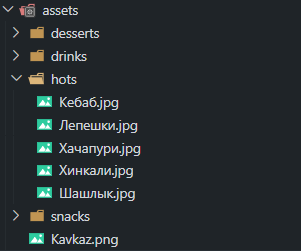 assets
desserts
drinks
hots
Кебаб.jpg
Лепешки.jpg
Хачапури.jpg
Хинкали.jpg
Шашлык.jpg
snacks
Kavkaz.png